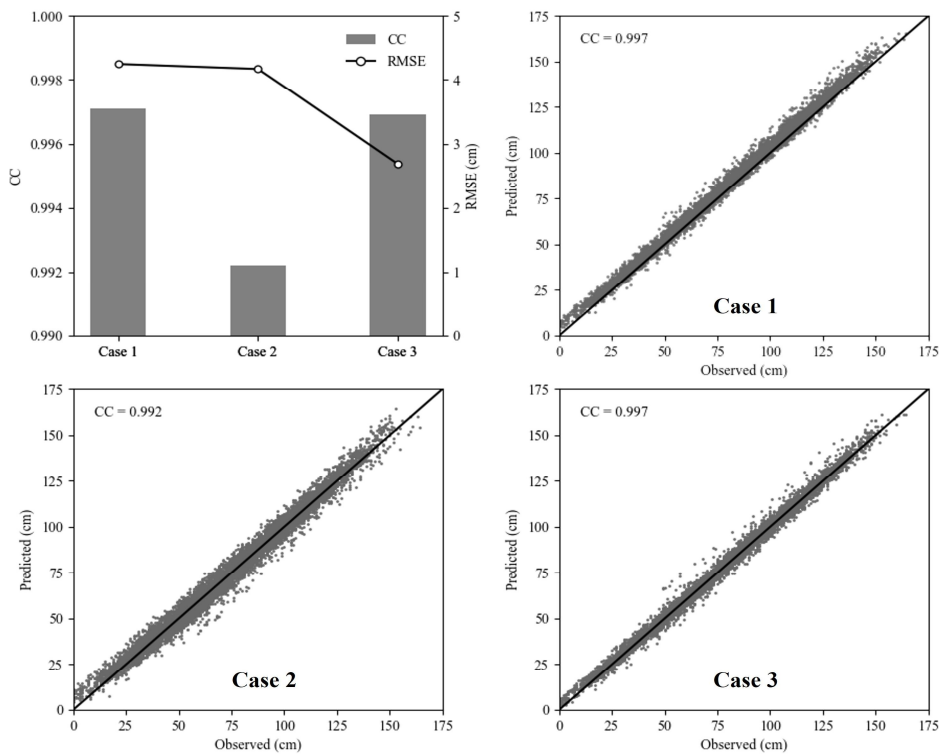 1.000
0.998
0.996
0.994
0.992
0.990
CC
5
4
3
2
1
0
RMSE (cm)
CC
RMSE
Case 1
Case 2
Case 3
175
150
125
100
75
50
25
0
Predicted (cm)
CC = 0.997
Case 1
0 25 50 75 100 125 150 175
Observed (cm)
175
150
125
100
75
50
25
0
Predicted (cm)
CC = 0.992
Case 2
0 25 50 75 100 125 150 175
Observed (cm)
175
150
125
100
75
50
25
0
Predicted (cm)
CC = 0.997
Case 3
0 25 50 75 100 125 150 175
Observed (cm)